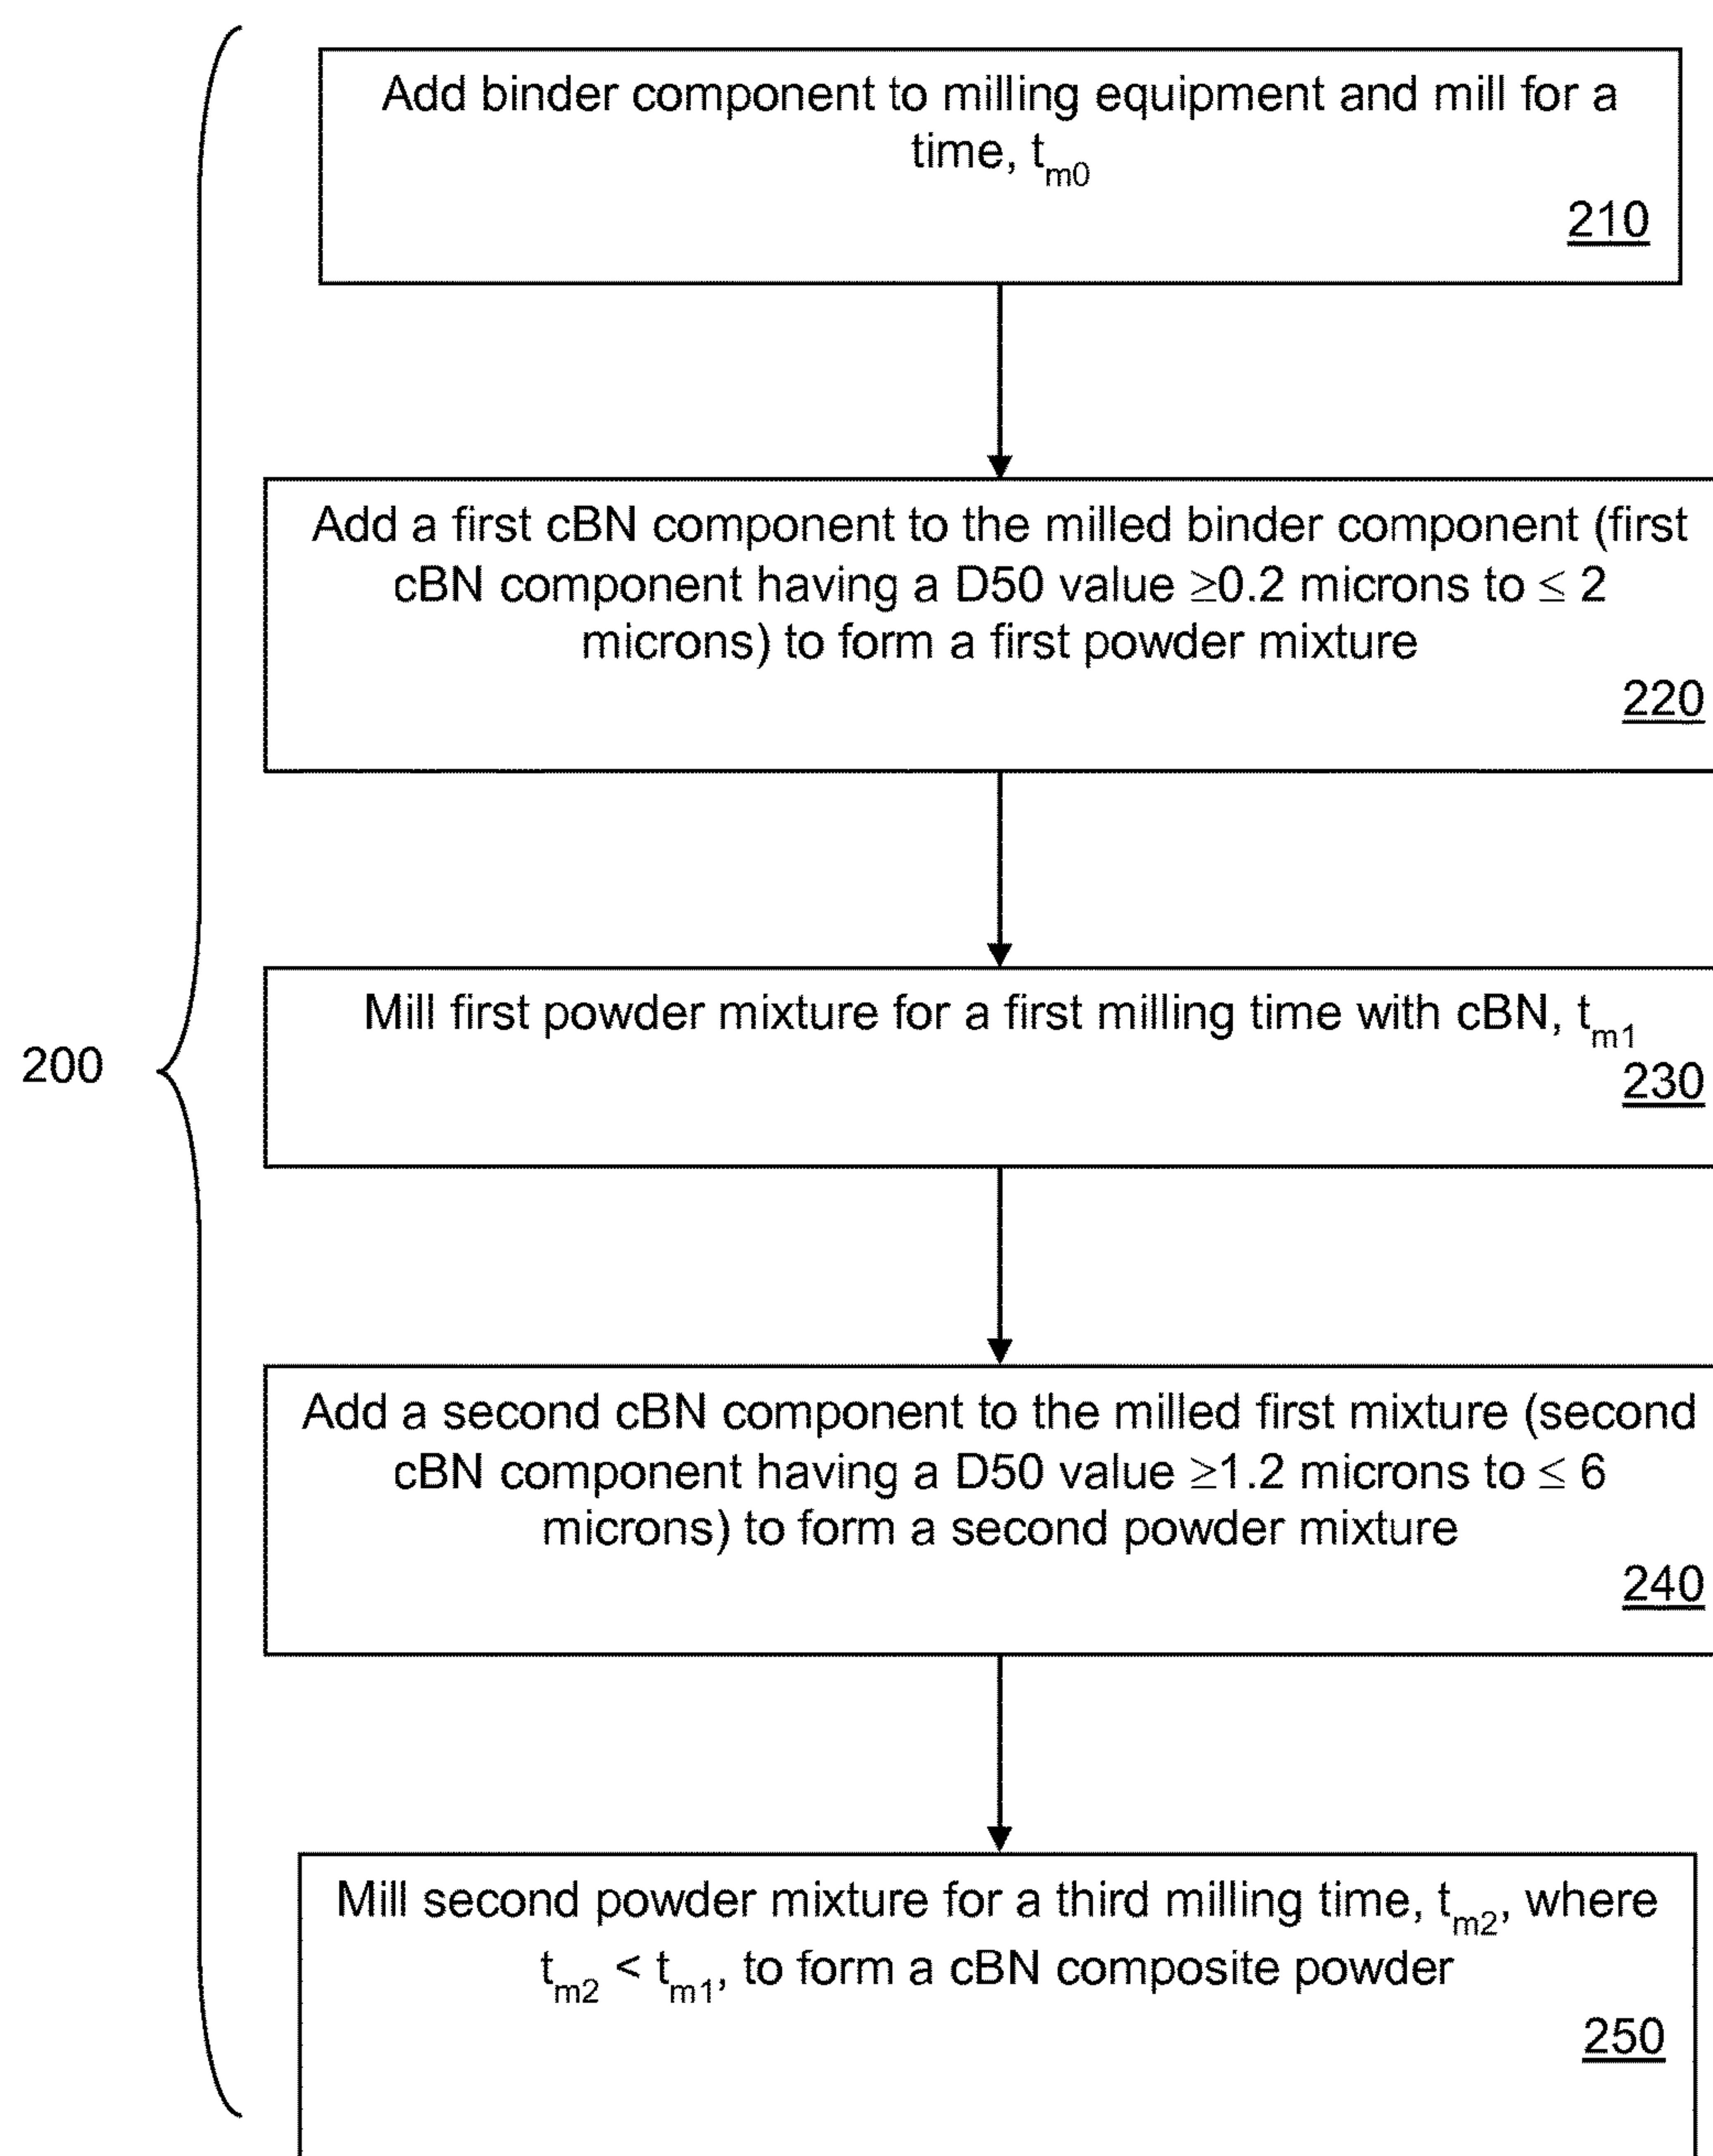 Add binder component to milling equipment and mill for a
time, tm0
210
Add a first cBN component to the milled binder component (first
cBN component having a D50 value ≥0.2 microns to ≤ 2
microns) to form a first powder mixture
220
Mill first powder mixture for a first milling time with cBN, tm1
230
200
Add a second cBN component to the milled first mixture (second
cBN component having a D50 value ≥1.2 microns to ≤ 6
microns) to form a second powder mixture
240
Mill second powder mixture for a third milling time, tm2, where
tm2 < tm1, to form a cBN composite powder
250